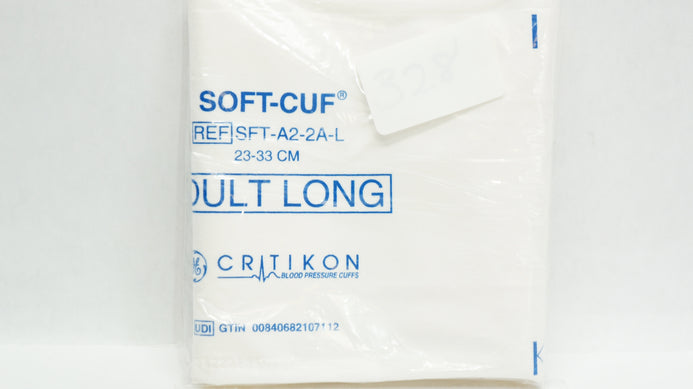 328
SOFT-CUF®
REF SFT-A2-2A-L
23-33 CM
DULT LONG
GE CRITIKON
BLOOD PRESSURE CUFFS
UDI GTIN 00840682107112